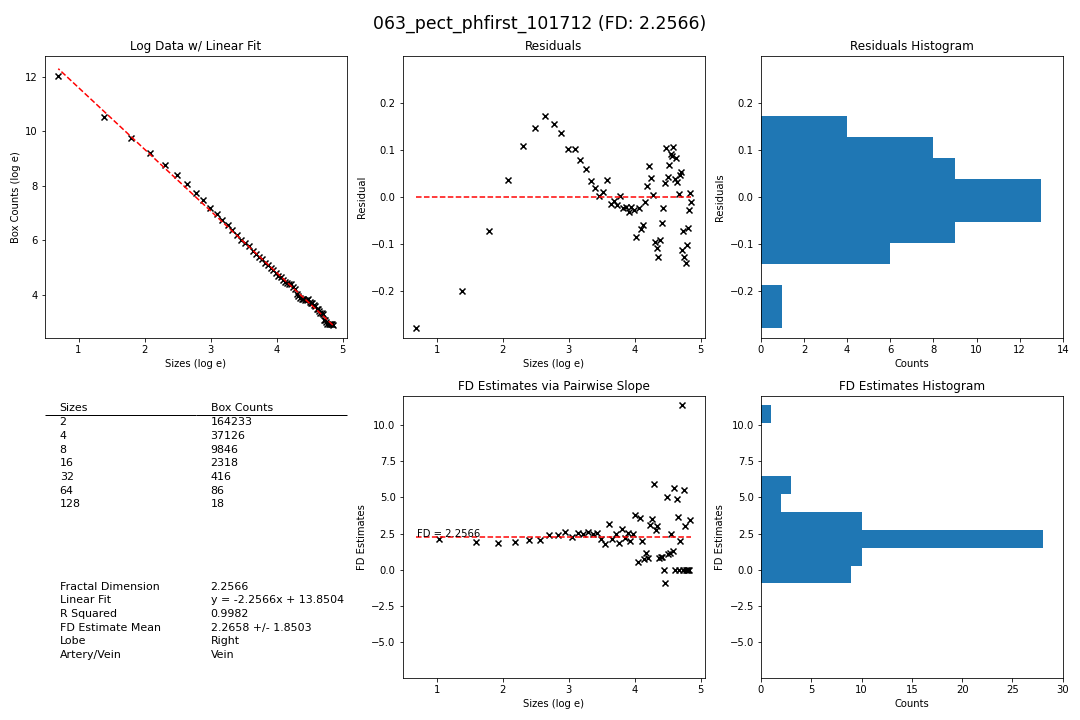 063_pect_phfirst_101712 (FD: 2.2566)
Log Data w/ Linear Fit
Box Counts (log e)
12
10
8
6
4
1 2 3 4 5
Sizes (log e)
Residuals
Residual
0.2
0.1
0.0
−0.1
−0.2
1 2 3 4 5
Sizes (log e)
Residuals Histogram
Residuals
0.2
0.1
0.0
−0.1
−0.2
0 2 4 6 8 10 12 14
Counts
Sizes Box Counts
2 164233
4 37126
8 9846
16 2318
32 416
64 86
128 18
Fractal Dimension 2.2566
Linear Fit y = -2.2566x + 13.8504
R Squared 0.9982
FD Estimate Mean 2.2658 +/- 1.8503
Lobe Right
Artery/Vein Vein
FD Estimates via Pairwise Slope
FD Estimates
10.0
7.5
5.0
2.5
0.0
−2.5
−5.0
FD = 2.2566
1 2 3 4 5
Sizes (log e)
FD Estimates Histogram
FD Estimates
10.0
7.5
5.0
2.5
0.0
−2.5
−5.0
0 5 10 15 20 25 30
Counts